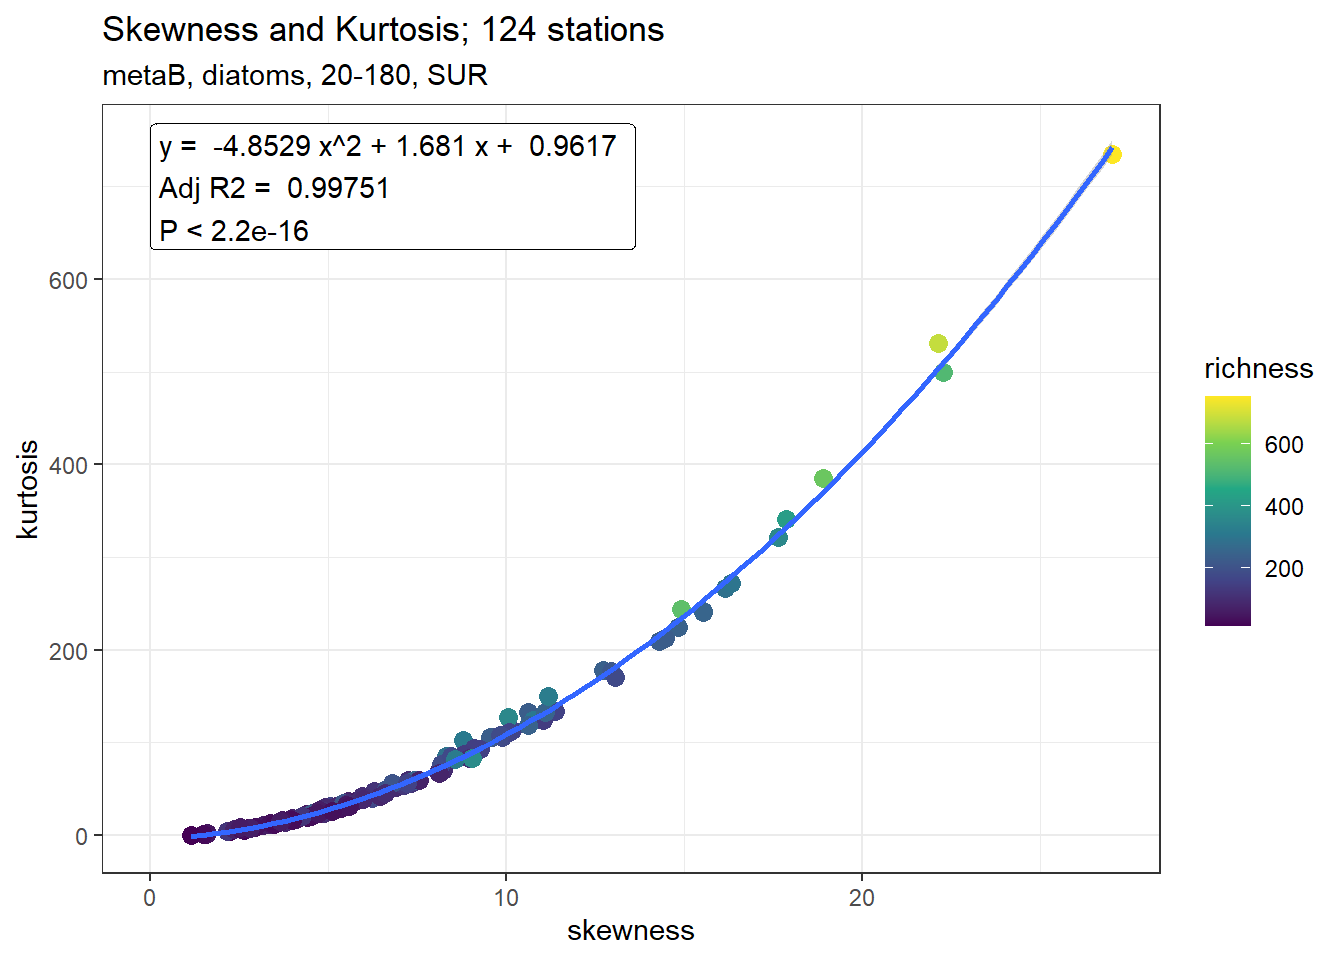 Skewness and Kurtosis; 124 stations
metaB, diatoms, 20-180, SUR
y =  -4.8529 x^2 + 1.681 x +  0.9617
Adj R2 =  0.99751
P < 2.2e-16
600
400
200
0
kurtosis
0
10
20
skewness
richness
600
400
200